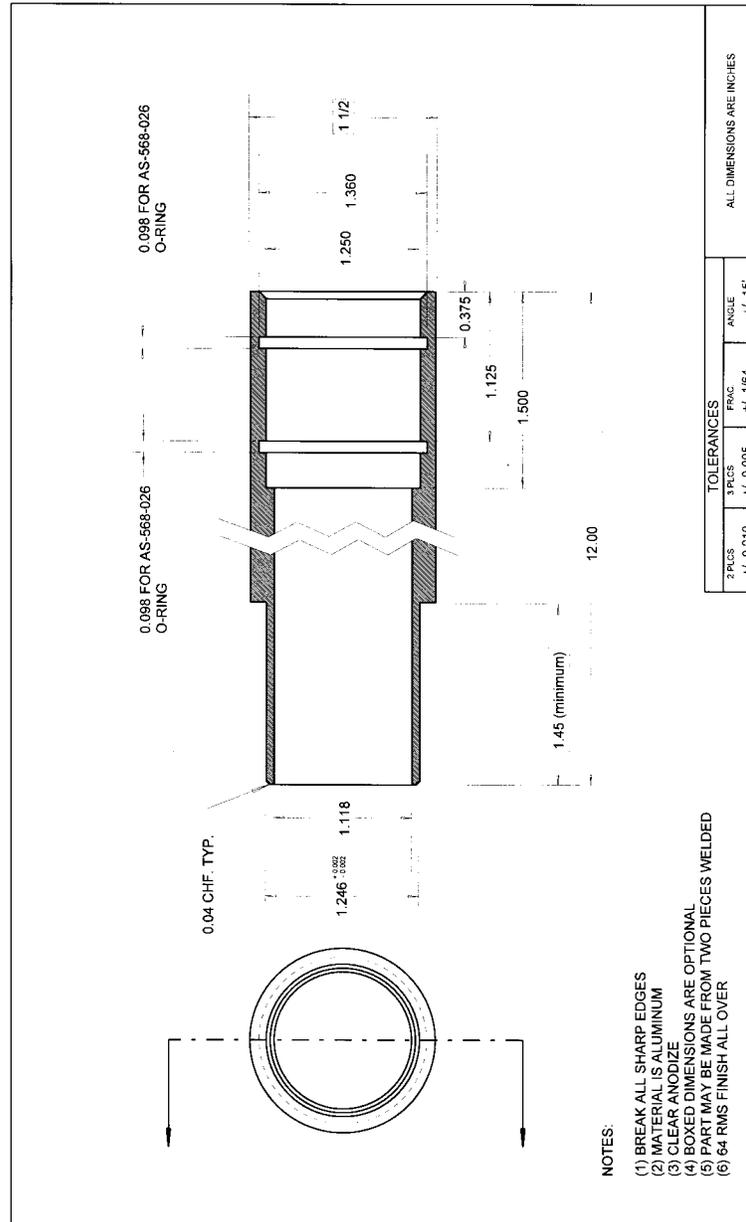 0.098 FOR AS-568-026
O-RING
0.098 FOR AS-568-026
O-RING
0.04 CHF. TYP.
1.246 +0.002
-0.002
1.118
1.250
1.360
1 1/2
0.375
1.125
1.500
12.00
1.45 (minimum)
NOTES:
(1) BREAK ALL SHARP EDGES
(2) MATERIAL IS ALUMINUM
(3) CLEAR ANODIZE
(4) BOXED DIMENSIONS ARE OPTIONAL
(5) PART MAY BE MADE FROM TWO PIECES WELDED
(6) 64 RMS FINISH ALL OVER
TOLERANCES
2 PLCS 3 PLCS FRAC. ANGLE
+/- 0.010 +/- 0.005 +/- 1/64 +/- 15'
ALL DIMENSIONS ARE INCHES